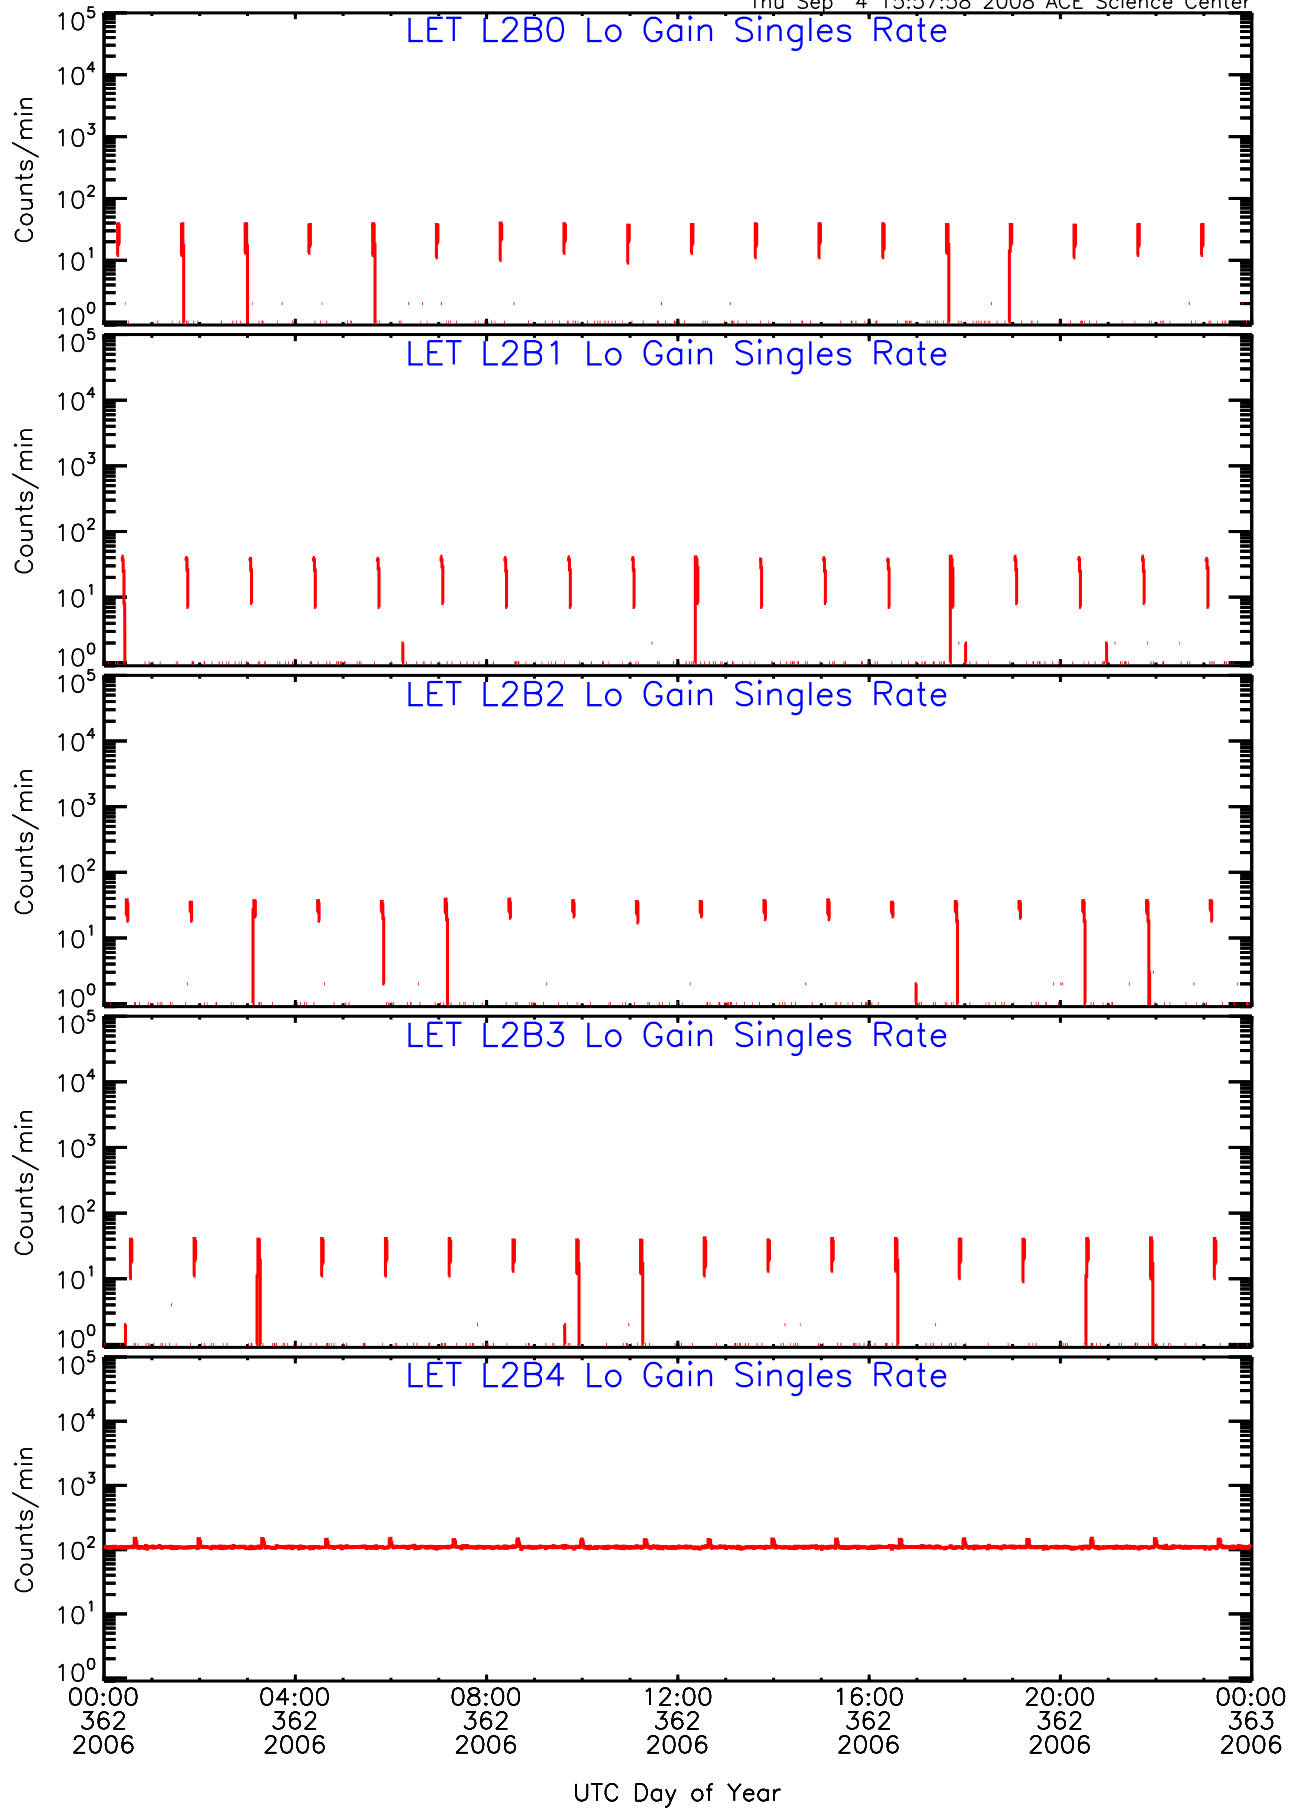 Thu Sep 4 15:57:58 2008 ACE Science Center
LET L2B0 Lo Gain Singles Rate
10^5
10^4
10^3
10^2
10^1
10^0
Counts/min
LET L2B1 Lo Gain Singles Rate
10^5
10^4
10^3
10^2
10^1
10^0
Counts/min
LET L2B2 Lo Gain Singles Rate
10^5
10^4
10^3
10^2
10^1
10^0
Counts/min
LET L2B3 Lo Gain Singles Rate
10^5
10^4
10^3
10^2
10^1
10^0
Counts/min
LET L2B4 Lo Gain Singles Rate
10^5
10^4
10^3
10^2
10^1
10^0
Counts/min
00:00 04:00 08:00 12:00 16:00 20:00 00:00
362 362 362 362 362 362 363
2006 2006 2006 2006 2006 2006 2006
UTC Day of Year